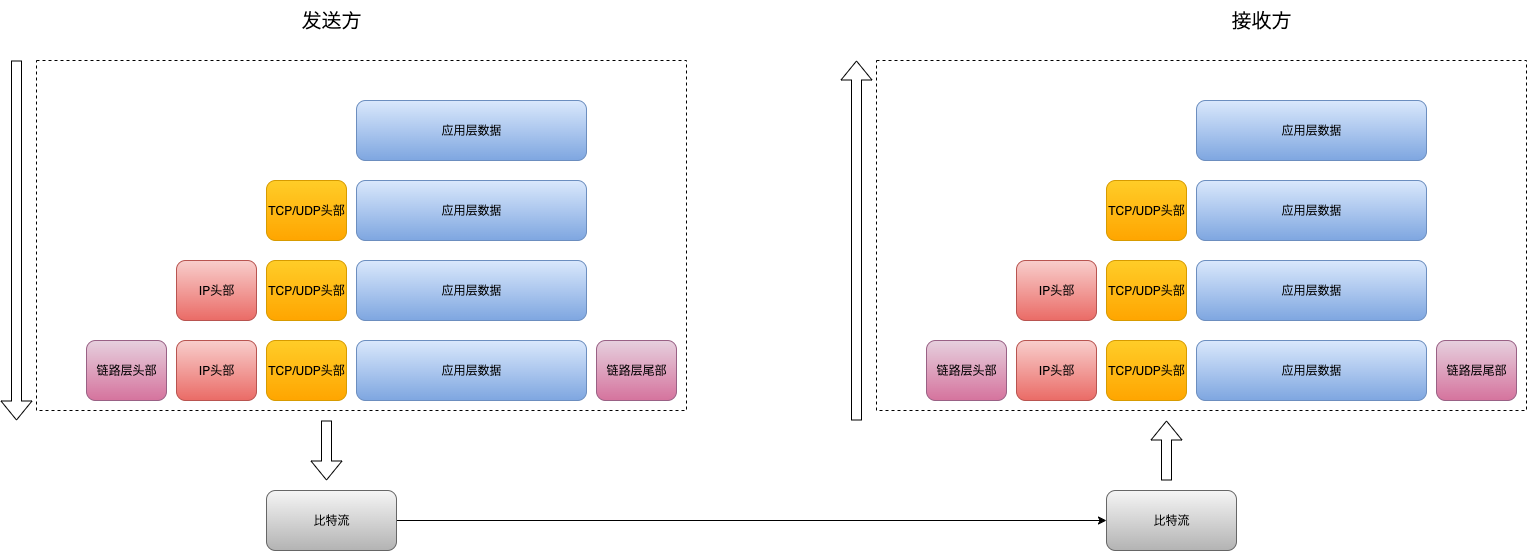 发送方
接收方
应用层数据
应用层数据
TCP/UDP头部
应用层数据
TCP/UDP头部
应用层数据
IP头部
TCP/UDP头部
应用层数据
IP头部
TCP/UDP头部
应用层数据
链路层头部
IP头部
TCP/UDP头部
应用层数据
链路层尾部
链路层头部
IP头部
TCP/UDP头部
应用层数据
链路层尾部
比特流
比特流